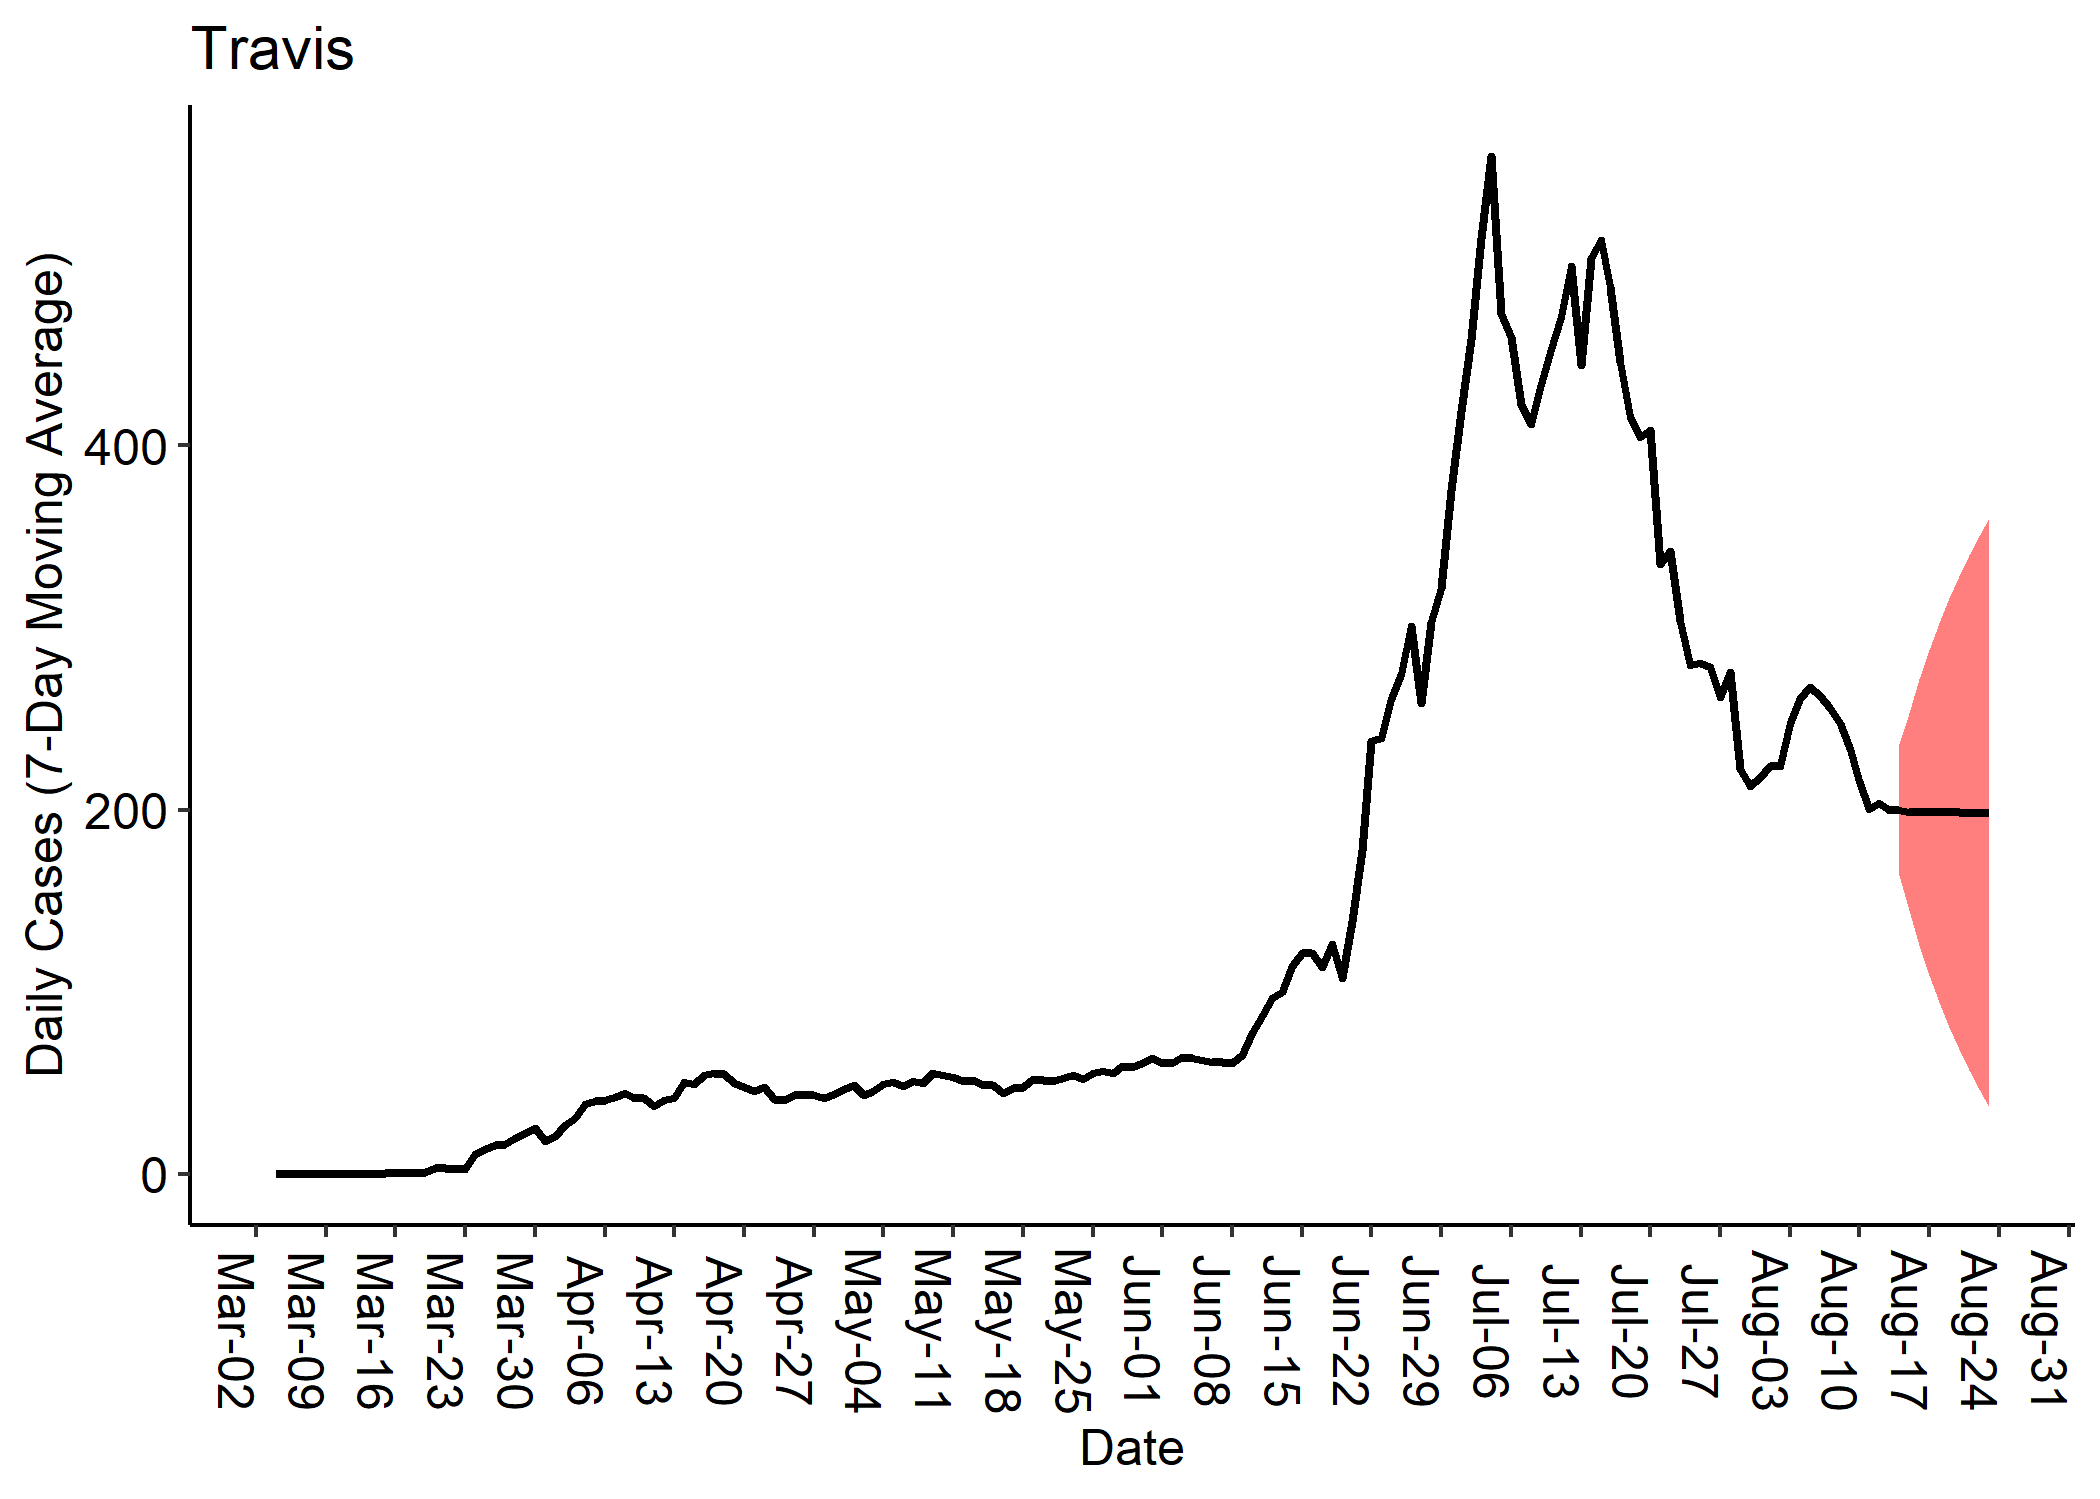 Travis
Daily Cases (7-Day Moving Average)
400
200
0
Mar-02
Mar-09
Mar-16
Mar-23
Mar-30
Apr-06
Apr-13
Apr-20
Apr-27
May-04
May-11
May-18
May-25
Jun-01
Jun-08
Jun-15
Jun-22
Jun-29
Jul-06
Jul-13
Jul-20
Jul-27
Aug-03
Aug-10
Aug-17
Aug-24
Aug-31
Date